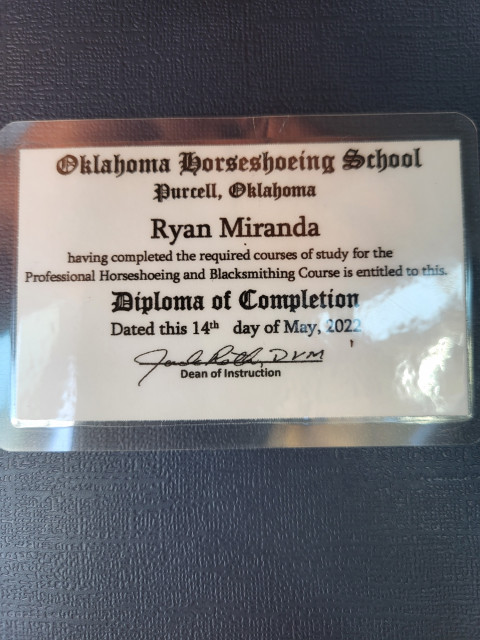 Oklahoma Horseshoeing School
Purcell, Oklahoma
Ryan Miranda
having completed the required courses of study for the
Professional Horseshoeing and Blacksmithing Course is entitled to this.
Diploma of Completion
Dated this 14th day of May, 2022
DVM
Dean of Instruction